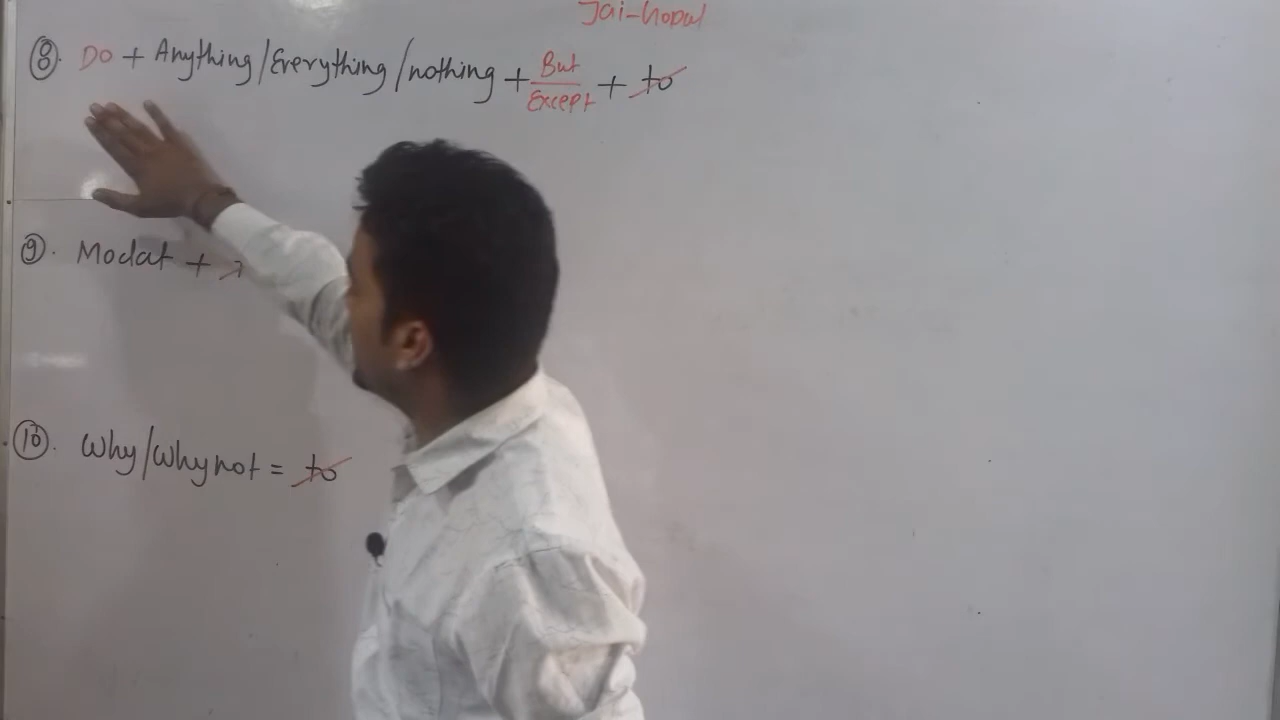 Jai-Gopal
⑧. Do + Anything/Everything/nothing + But/Except + to
⑨. Modal +
⑩. Why/Why not = to